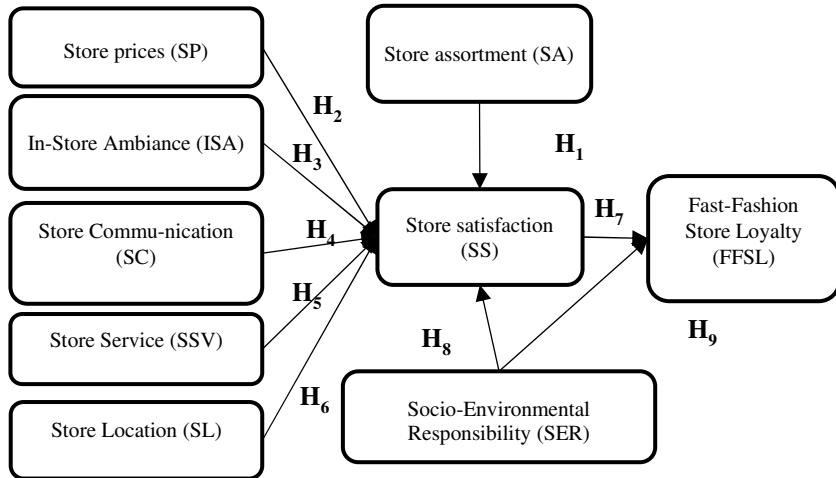 Store prices (SP)
Store assortment (SA)
H2
H1
In-Store Ambiance (ISA)
H3
Store Commu-nication
(SC)
H4
Store satisfaction
(SS)
H7
Fast-Fashion
Store Loyalty
(FFSL)
H5
Store Service (SSV)
H8
H9
H6
Store Location (SL)
Socio-Environmental
Responsibility (SER)